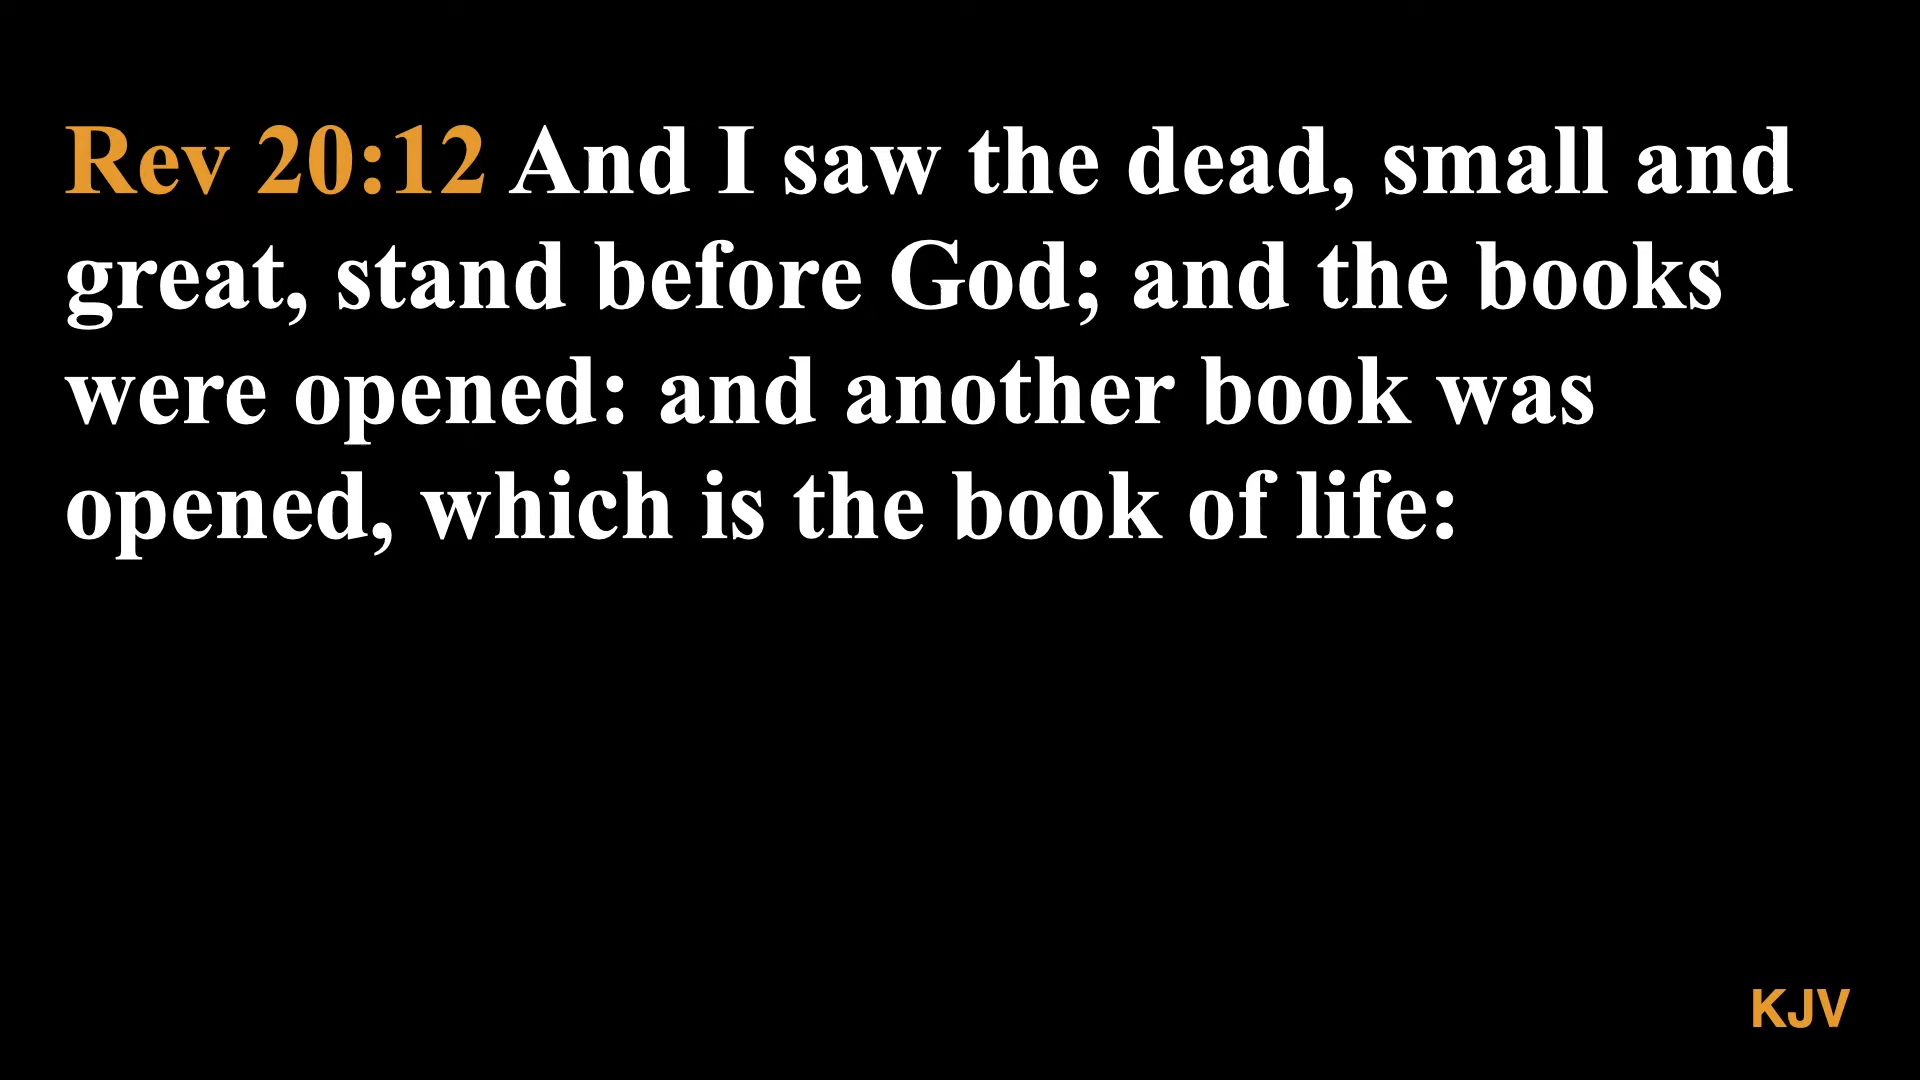 Rev 20:12 And I saw the dead, small and
great, stand before God; and the books
were opened: and another book was
opened, which is the book of life:
KJV